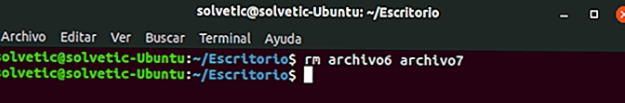 solvetic@solvetic-Ubuntu: ~/Escritorio
Archivo Editar Ver Buscar Terminal Ayuda
solvetic@solvetic-Ubuntu:~/Escritorio$ rm archivo6 archivo7
solvetic@solvetic-Ubuntu:~/Escritorio$